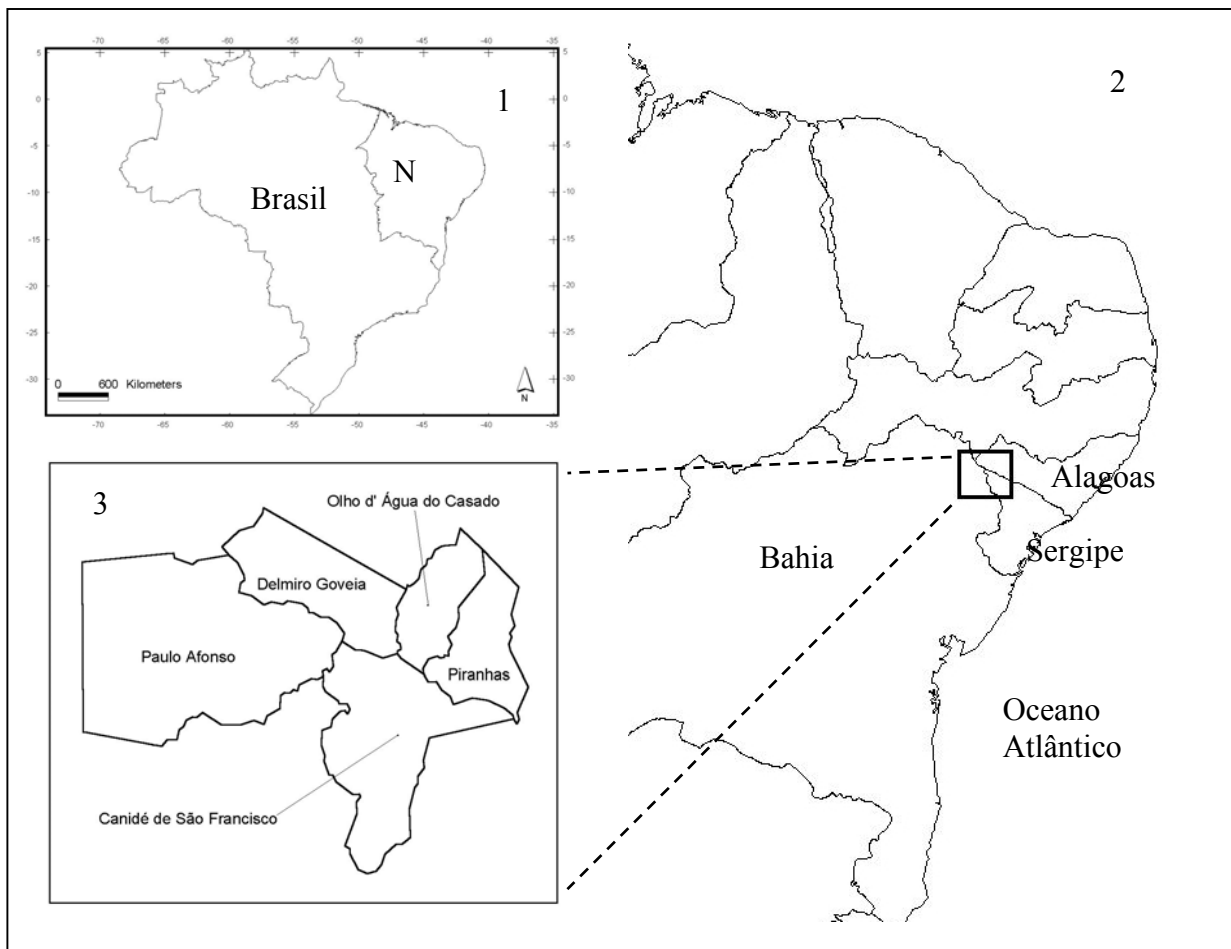 -70 -65 -60 -55 -50 -45 -40 -35
5 5
1
0 0
-5 -5
N
Brasil
-10 -10
-15 -15
-20 -20
-25 -25
-30 -30
0 600 Kilometers
N
-70 -65 -60 -55 -50 -45 -40 -35
2
Alagoas
Sergipe
Bahia
Oceano
Atlântico
3
Olho d' Água do Casado
Delmiro Goveia
Paulo Afonso
Piranhas
Canidé de São Francisco